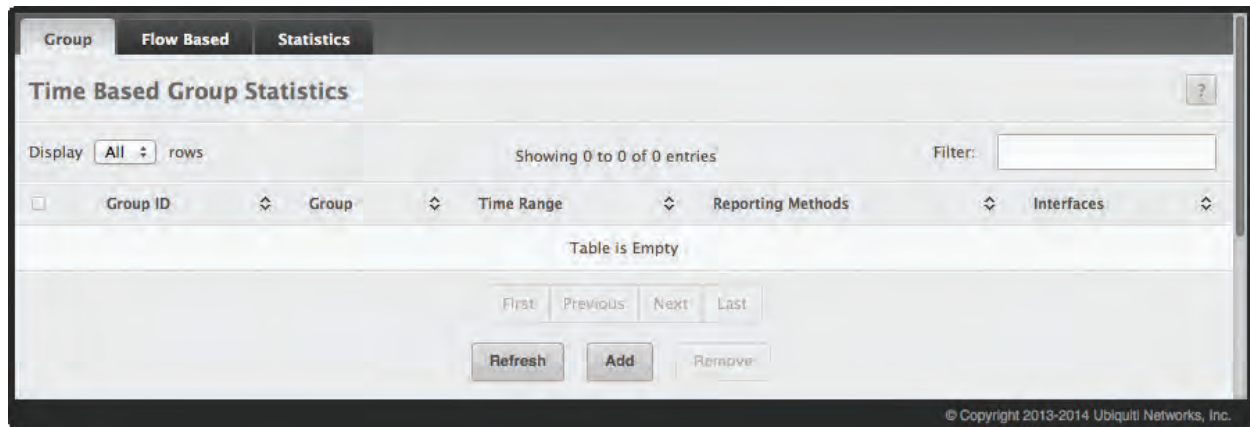 Group Flow Based Statistics
Time Based Group Statistics ?
Display All rows Showing 0 to 0 of 0 entries Filter:
Group ID Group Time Range Reporting Methods Interfaces
Table is Empty
First Previous Next Last
Refresh Add Remove
© Copyright 2013-2014 Ubiquiti Networks, Inc.